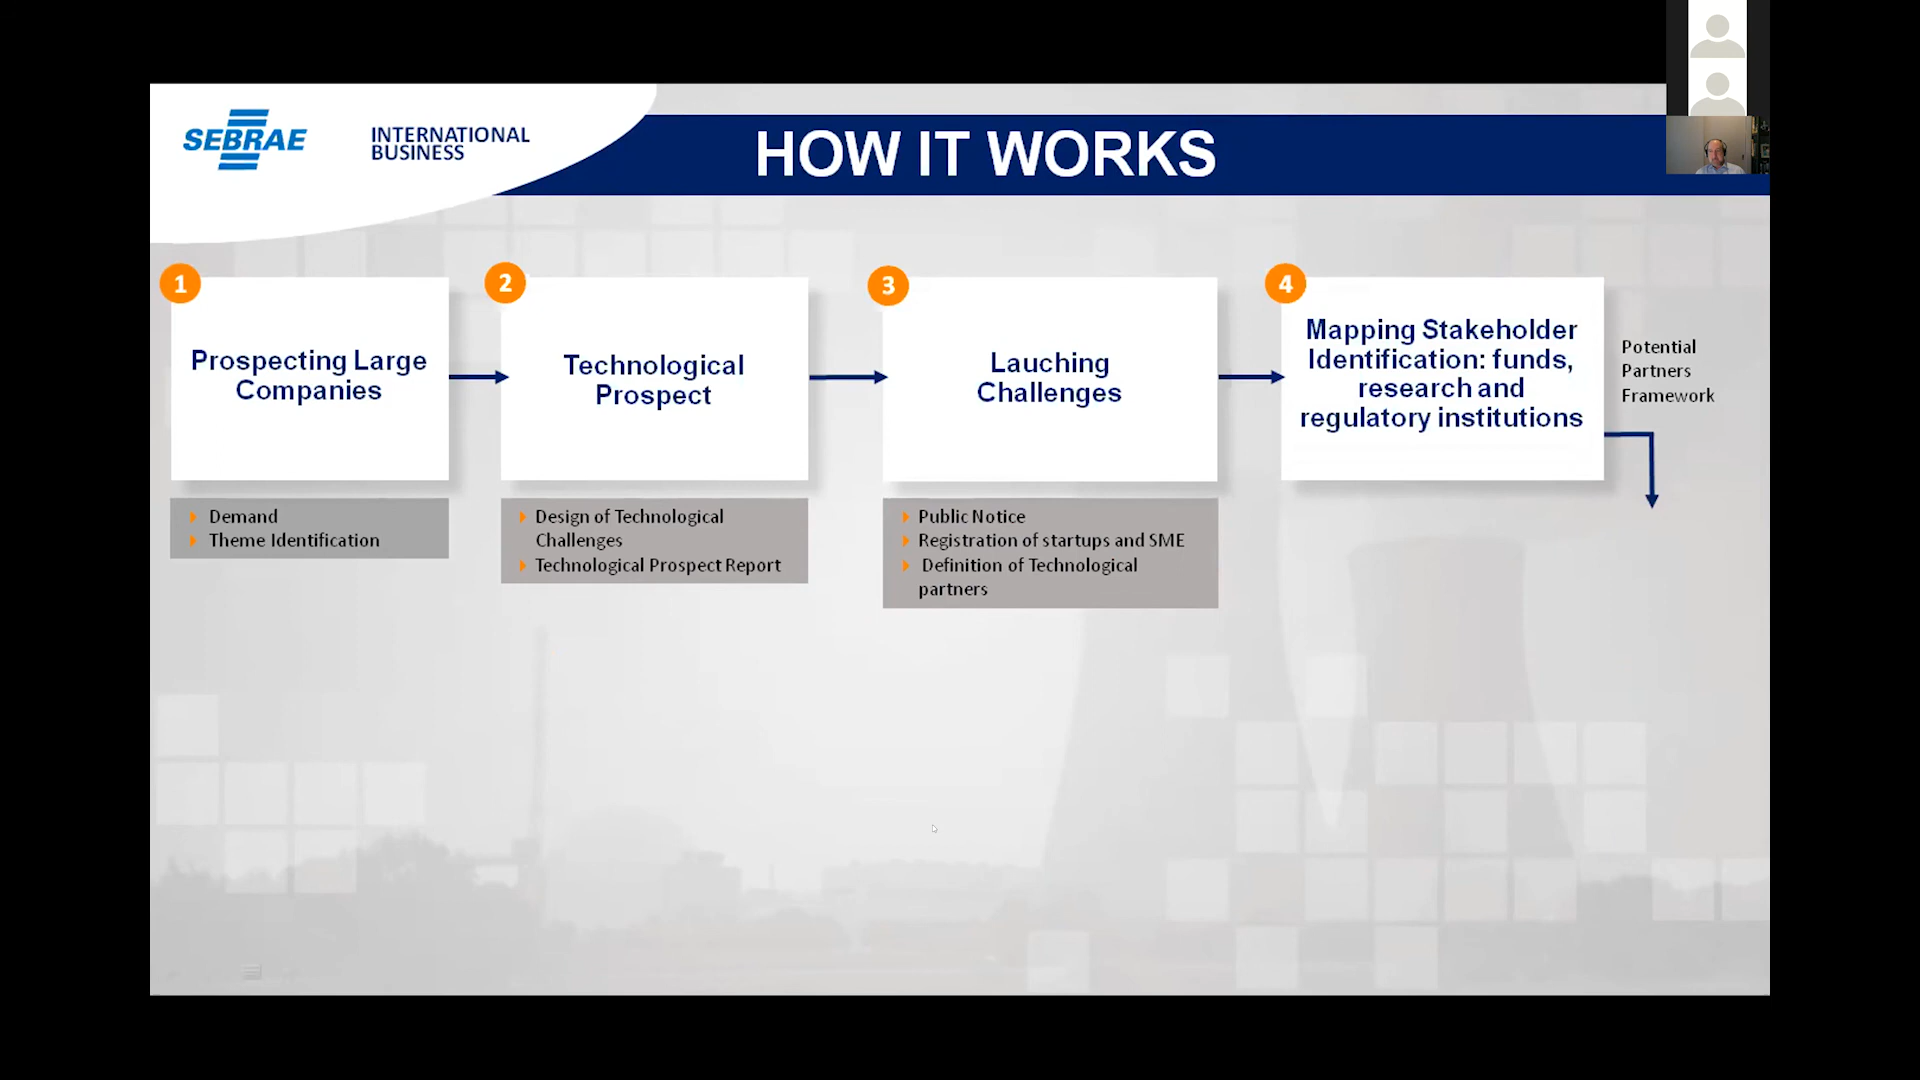 SEBRAE
INTERNATIONAL
BUSINESS
HOW IT WORKS
1
Prospecting Large
Companies
Demand
Theme Identification
2
Technological
Prospect
Design of Technological
Challenges
Technological Prospect Report
3
Lauching
Challenges
Public Notice
Registration of startups and SME
Definition of Technological
partners
4
Mapping Stakeholder
Identification: funds,
research and
regulatory institutions
Potential
Partners
Framework